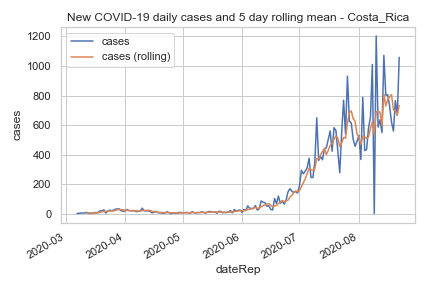 New COVID-19 daily cases and 5 day rolling mean - Costa_Rica
cases
cases (rolling)
1200
1000
800
600
400
200
0
cases
2020-03
2020-04
2020-05
2020-06
2020-07
2020-08
dateRep